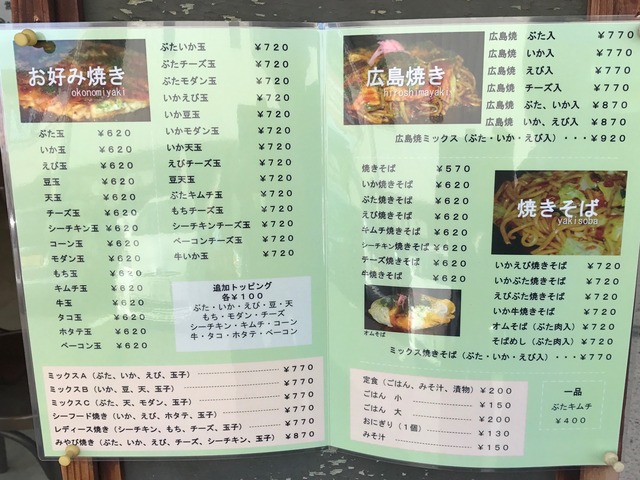 お好み焼き
okonomiyaki
ぶた玉 ￥６２０
いか玉 ￥６２０
えび玉 ￥６２０
豆玉 ￥６２０
天玉 ￥６２０
チーズ玉 ￥６２０
シーチキン玉 ￥６２０
コーン玉 ￥６２０
モダン玉 ￥６２０
もち玉 ￥６２０
キムチ玉 ￥６２０
牛玉 ￥６２０
タコ玉 ￥６２０
ホタテ玉 ￥６２０
ベーコン玉 ￥６２０
ぶたいか玉 ￥７２０
ぶたチーズ玉 ￥７２０
ぶたモダン玉 ￥７２０
いかえび玉 ￥７２０
いか豆玉 ￥７２０
いかモダン玉 ￥７２０
いか天玉 ￥７２０
えびチーズ玉 ￥７２０
豆天玉 ￥７２０
ぶたキムチ玉 ￥７２０
もちチーズ玉 ￥７２０
シーチキンチーズ玉 ￥７２０
ベーコンチーズ玉 ￥７２０
牛いか玉 ￥７２０
追加トッピング
各￥１００
ぶた・いか・えび・豆・天
もち・モダン・チーズ
シーチキン・キムチ・コーン
牛・タコ・ホタテ・ベーコン
ミックスＡ（ぶた、いか、えび、玉子） ￥７７０
ミックスＢ（いか、豆、天、玉子） ￥７７０
ミックスＣ（ぶた、天、モダン、玉子） ￥７７０
シーフード焼き（いか、えび、ホタテ、玉子） ￥７７０
レディース焼き（シーチキン、もち、チーズ、玉子） ￥７７０
みやび焼き（ぶた、いか、えび、チーズ、シーチキン、玉子） ￥８７０
広島焼き
hiroshimayaki
広島焼 ぶた入 ￥７７０
広島焼 いか入 ￥７７０
広島焼 えび入 ￥７７０
広島焼 チーズ入 ￥７７０
広島焼 ぶた、いか入 ￥８７０
広島焼 いか、えび入 ￥８７０
広島焼ミックス（ぶた・いか・えび入）・・・￥９２０
焼きそば ￥５７０
いか焼きそば ￥６２０
ぶた焼きそば ￥６２０
えび焼きそば ￥６２０
キムチ焼きそば ￥６２０
シーチキン焼きそば ￥６２０
チーズ焼きそば ￥６２０
牛焼きそば ￥６２０
オムそば
焼きそば
yakisoba
いかえび焼きそば ￥７２０
いかぶた焼きそば ￥７２０
えびぶた焼きそば ￥７２０
いか牛焼きそば ￥７２０
オムそば（ぶた肉入） ￥７２０
そばめし（ぶた肉入） ￥７２０
ミックス焼きそば（ぶた・いか・えび入）・・・￥７７０
定食（ごはん、みそ汁、漬物） ￥２００
ごはん 小 ￥１５０
ごはん 大 ￥２００
おにぎり（１個） ￥１３０
みそ汁 ￥１５０
一品
ぶたキムチ
￥４００